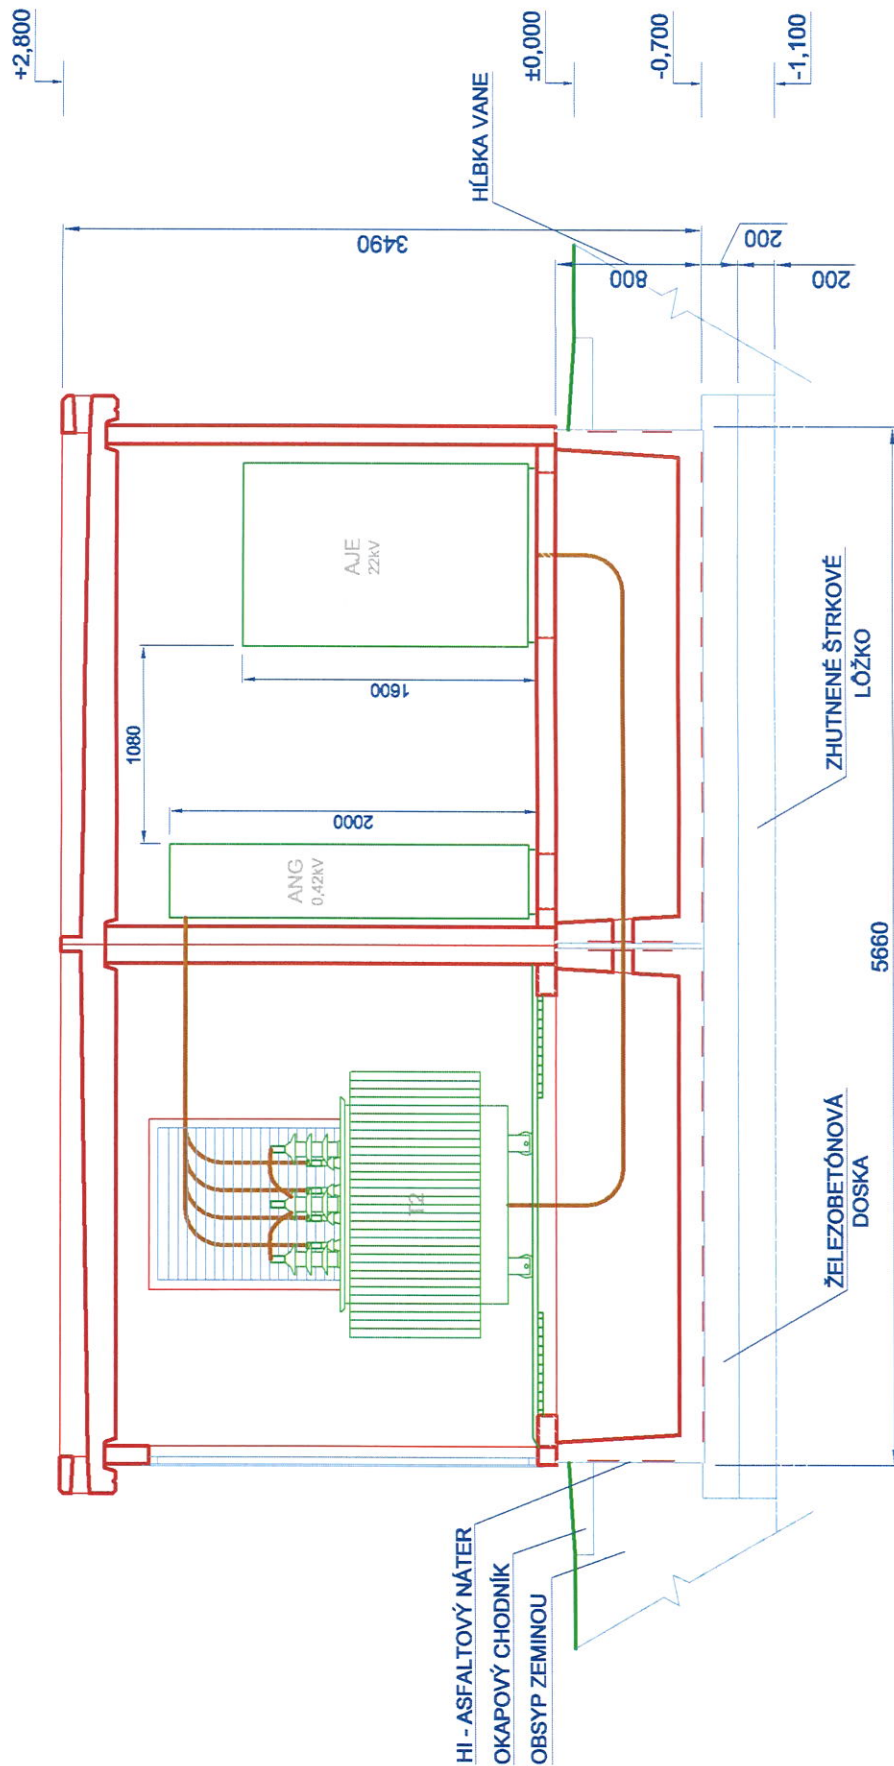 +2,800
±0,000
-0,700
-1,100
HĹBKA VANE
3490
800
200
200
AJE
22kV
1600
1080
2000
ANG
0,42kV
T2
ZHUTNENÉ ŠTRKOVÉ
LÔŽKO
5660
ŽELEZOBETÓNOVÁ
DOSKA
HI - ASFALTOVÝ NÁTER
OKAPOVÝ CHODNÍK
OBSYP ZEMINOU